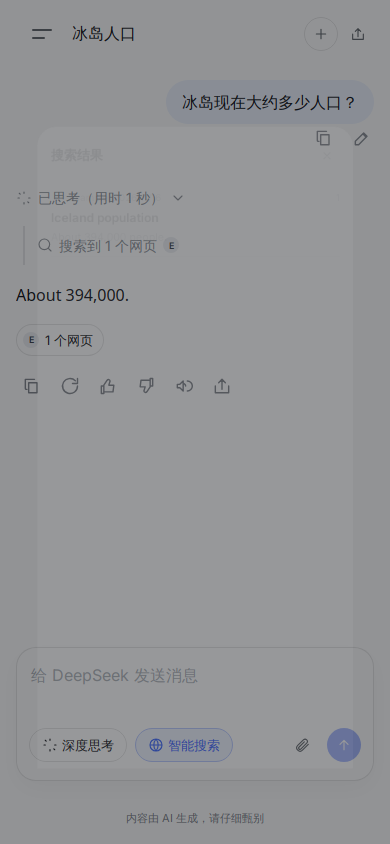 冰岛人口
冰岛现在大约多少人口？
搜索结果
已思考（用时 1 秒）
Iceland population
搜索到 1 个网页 E
About 394,000.
E 1 个网页
给 DeepSeek 发送消息
深度思考 智能搜索
内容由 AI 生成，请仔细甄别